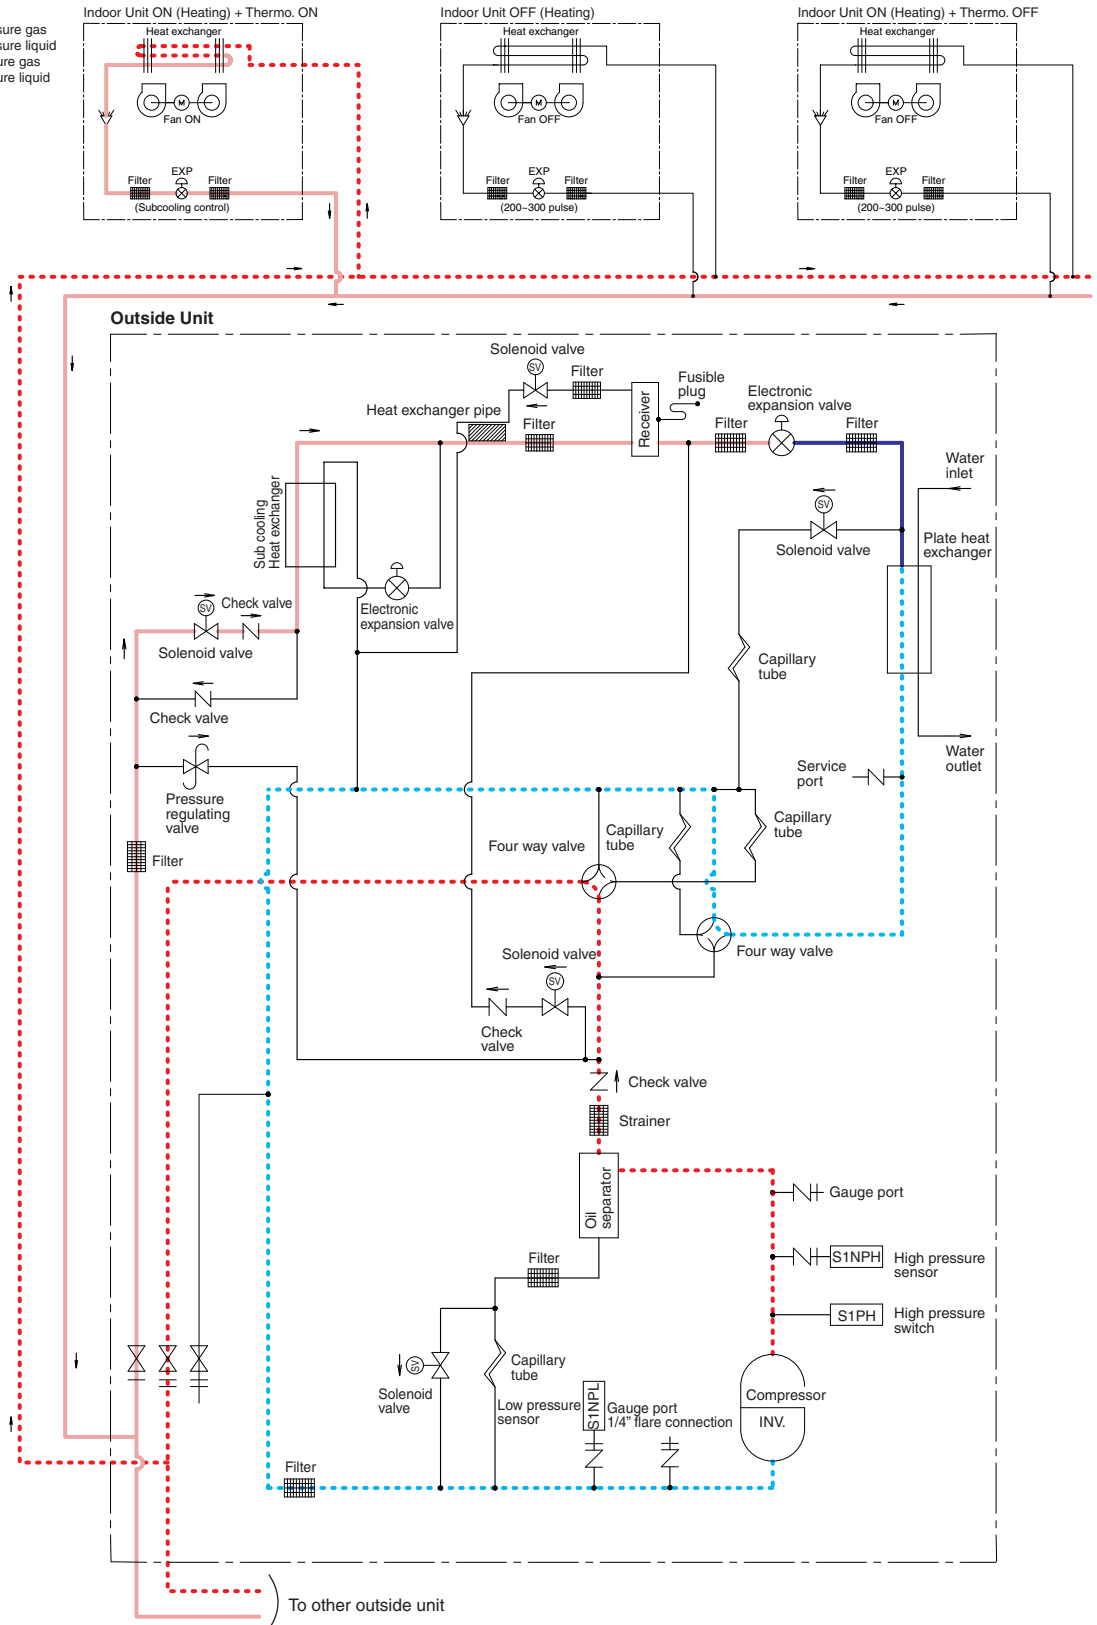 sure gas
sure liquid
ure gas
ure liquid
Indoor Unit ON (Heating) + Thermo. ON
Heat exchanger
M
Fan ON
Filter
EXP
Filter
(Subcooling control)
Indoor Unit OFF (Heating)
Heat exchanger
M
Fan OFF
Filter
EXP
Filter
(200~300 pulse)
Indoor Unit ON (Heating) + Thermo. OFF
Heat exchanger
M
Fan OFF
Filter
EXP
Filter
(200~300 pulse)
Outside Unit
Solenoid valve
SV
Filter
Receiver
Fusible
plug
Electronic
expansion valve
Heat exchanger pipe
Filter
Filter
Filter
Water
inlet
Sub cooling
Heat exchanger
SV
Solenoid valve
Plate heat
exchanger
Electronic
expansion valve
Check valve
SV
Solenoid valve
Capillary
tube
Check valve
Water
outlet
Service
port
Pressure
regulating
valve
Capillary
tube
Capillary
tube
Four way valve
Filter
Four way valve
Solenoid valve
SV
Check
valve
Check valve
Strainer
Oil
separator
Gauge port
Filter
S1NPH
High pressure
sensor
S1PH
High pressure
switch
SV
Solenoid
valve
Capillary
tube
Low pressure
sensor
S1NPL
Gauge port
1/4" flare connection
Compressor
INV.
Filter
To other outside unit